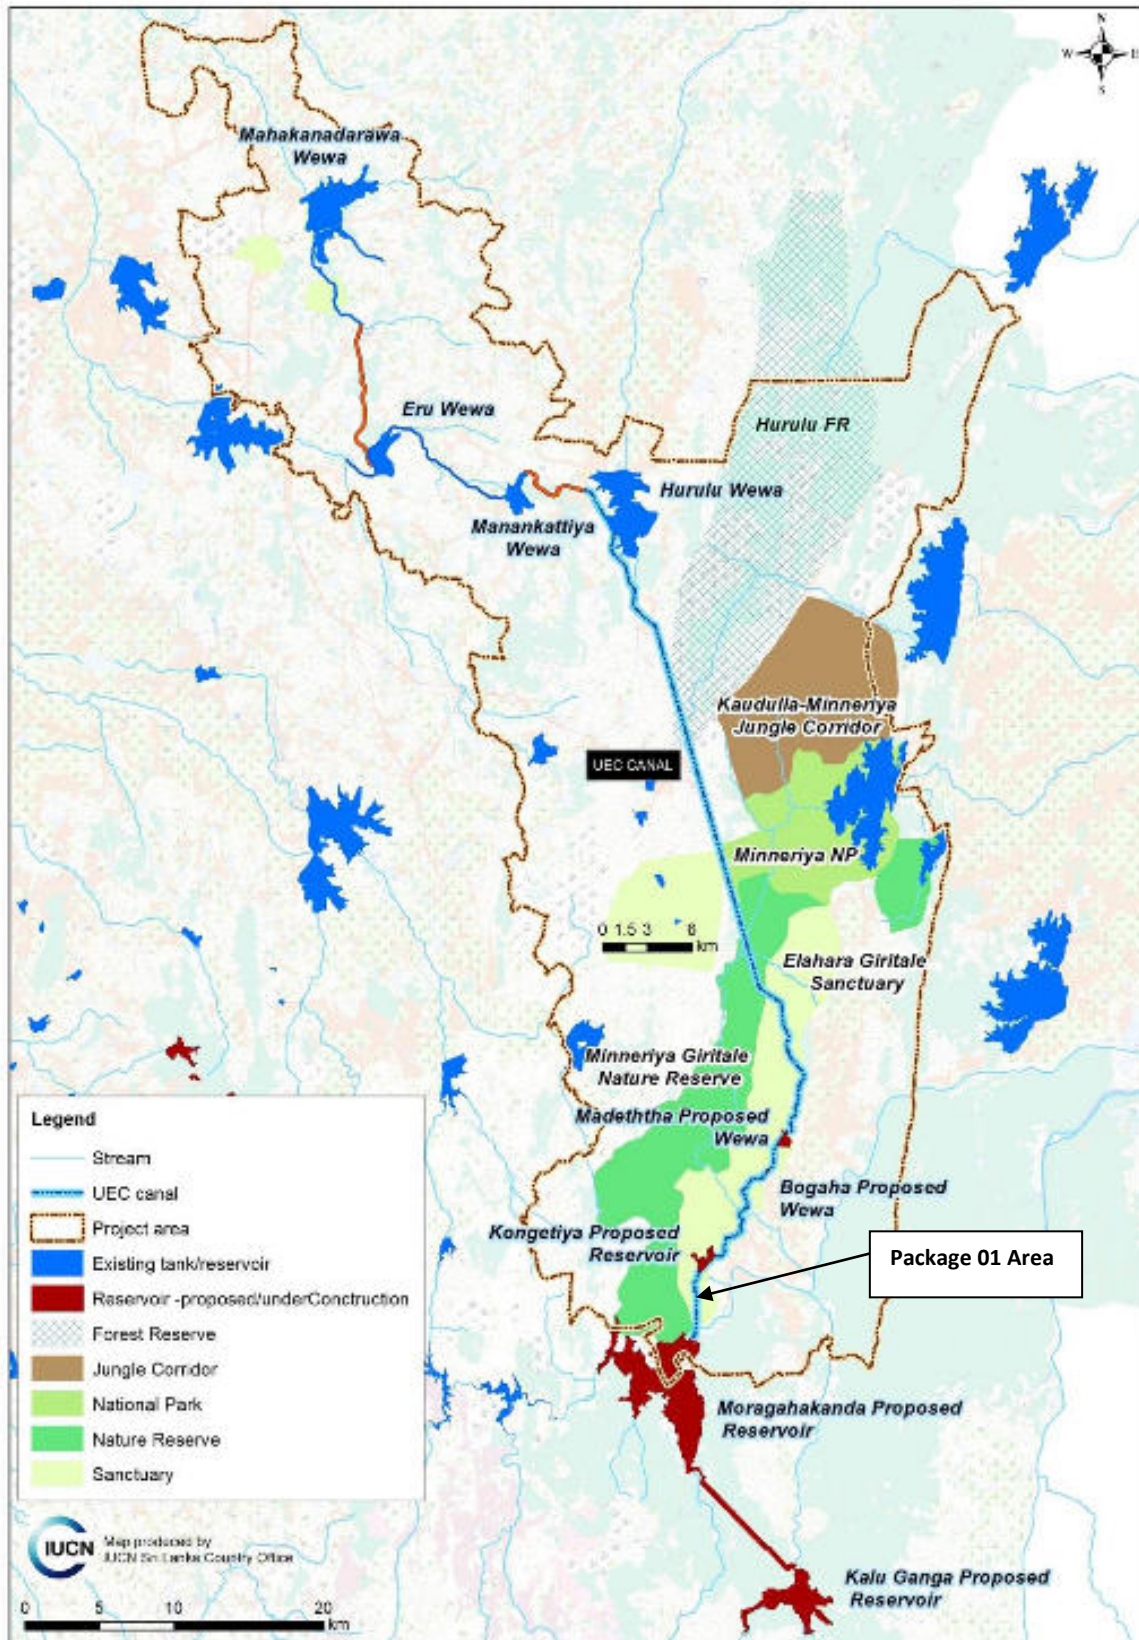 N
W E
S
Mahakanadarawa
Wewa
Eru Wewa
Hurulu FR
Hurulu Wewa
Manankattiya
Wewa
Kaudulla-Minneriya
Jungle Corridor
UEC CANAL
Minneriya NP
0 1.5 3 6
km
Elahara Giritale
Sanctuary
Minneriya Giritale
Nature Reserve
Madeththa Proposed
Wewa
Bogaha Proposed
Wewa
Kongetiya Proposed
Reservoir
Package 01 Area
Moragahakanda Proposed
Reservoir
Kalu Ganga Proposed
Reservoir
Legend
Stream
UEC canal
Project area
Existing tank/reservoir
Reservoir -proposed/underConctruction
Forest Reserve
Jungle Corridor
National Park
Nature Reserve
Sanctuary
IUCN
Map produced by
IUCN Sri Lanka Country Office
0 5 10 20
km